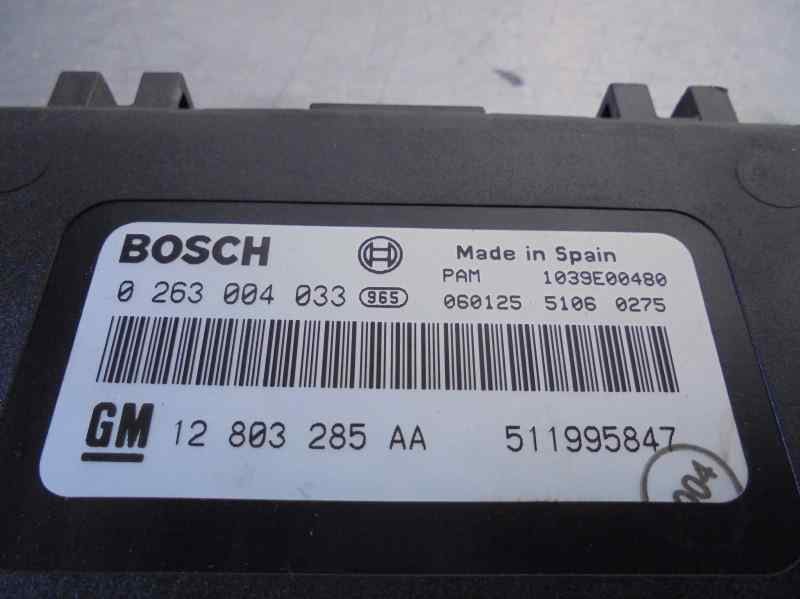 BOSCH
Made in Spain
PAM 1039E00480
0 263 004 033 965
060125 5106 0275
GM 12 803 285 AA 511995847
004